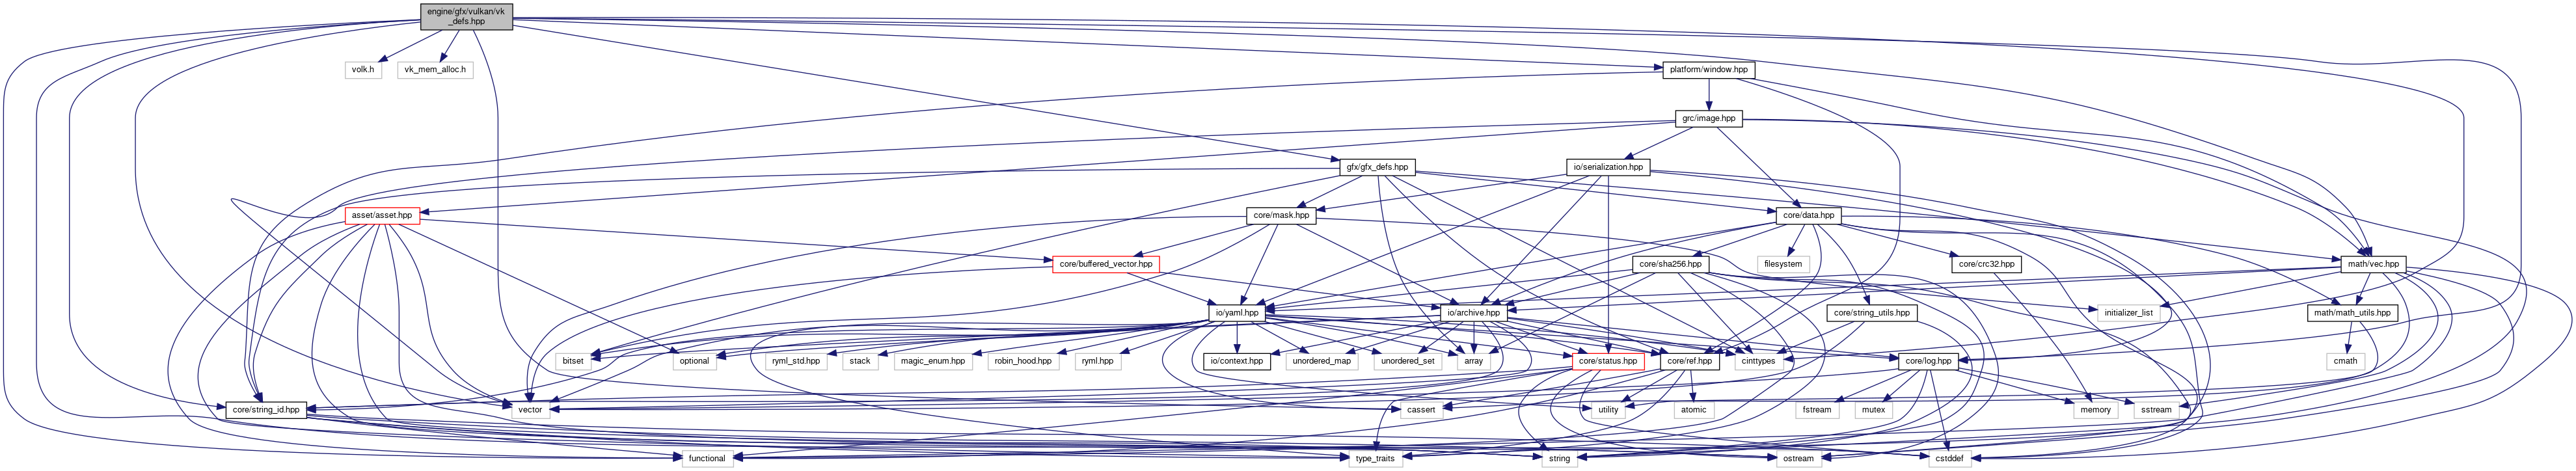 engine/gfx/vulkan/vk
_defs.hpp
volk.h
vk_mem_alloc.h
platform/window.hpp
grc/image.hpp
gfx/gfx_defs.hpp
io/serialization.hpp
asset/asset.hpp
core/mask.hpp
core/data.hpp
core/buffered_vector.hpp
core/sha256.hpp
filesystem
core/crc32.hpp
math/vec.hpp
io/yaml.hpp
io/archive.hpp
core/string_utils.hpp
initializer_list
math/math_utils.hpp
bitset
optional
ryml_std.hpp
stack
magic_enum.hpp
robin_hood.hpp
ryml.hpp
io/context.hpp
unordered_map
unordered_set
array
core/status.hpp
core/ref.hpp
cinttypes
core/log.hpp
cmath
core/string_id.hpp
vector
cassert
utility
atomic
fstream
mutex
memory
sstream
functional
type_traits
string
ostream
cstddef